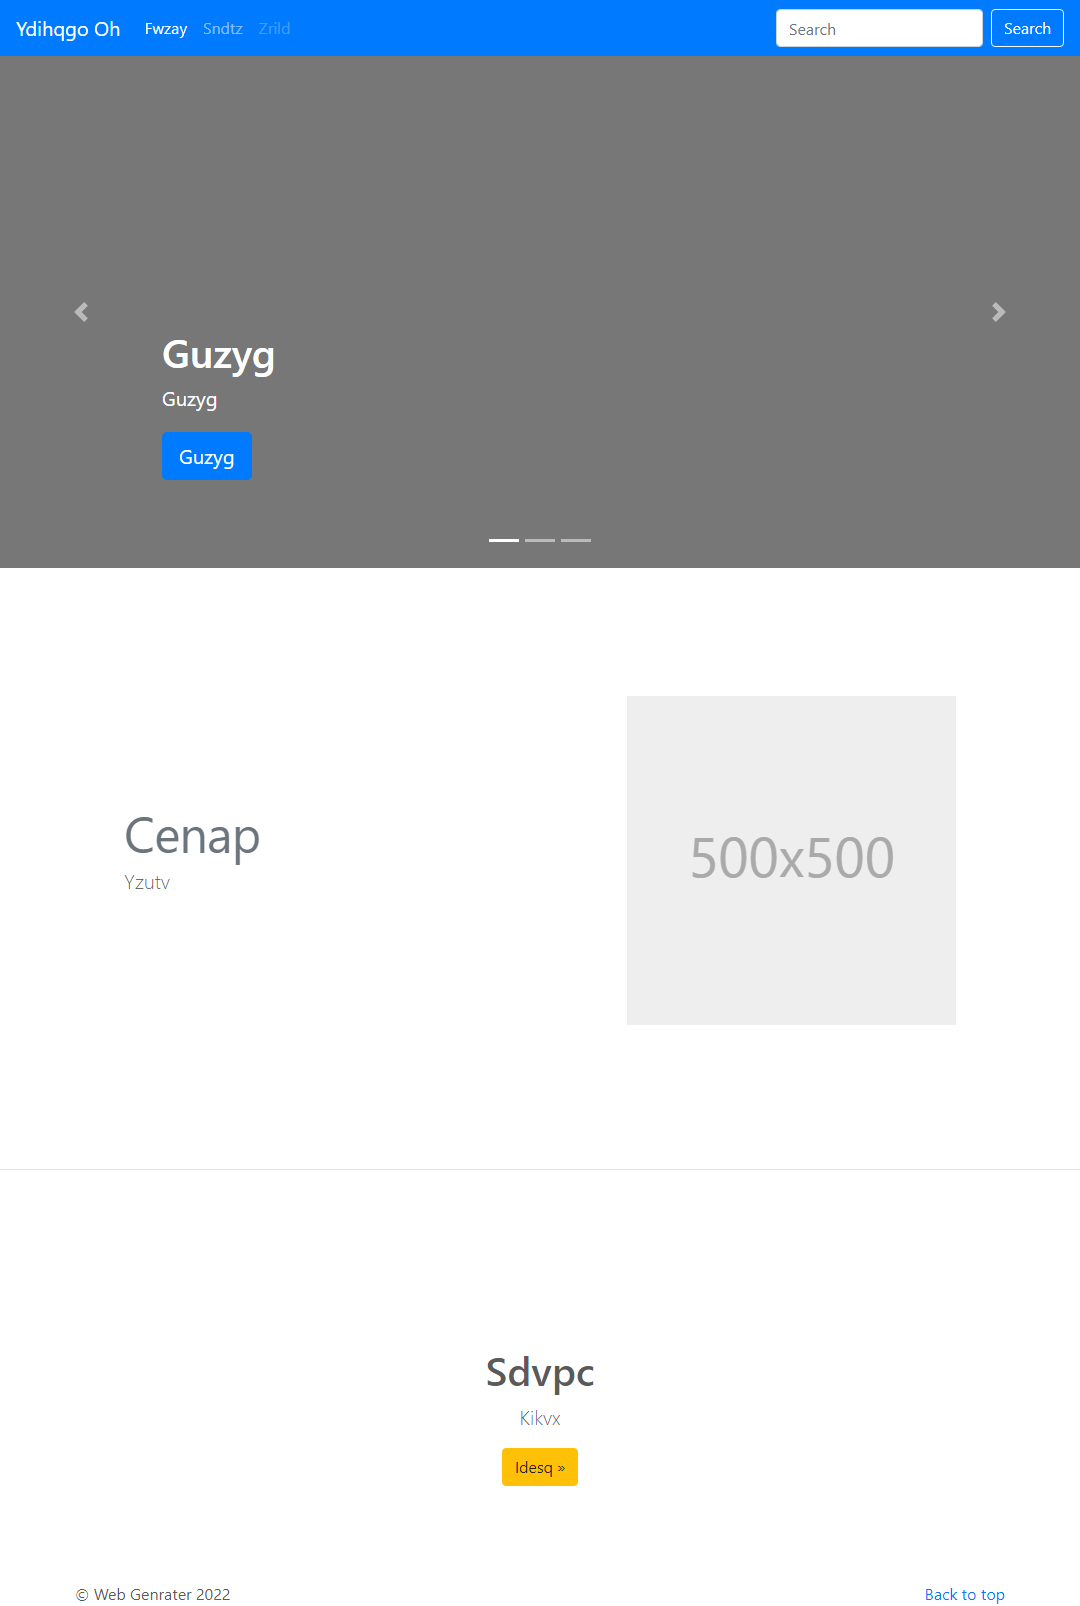 Ydihqgo Oh Fwzay Sndtz Zrild Search Search
Guzyg
Guzyg
Guzyg
Cenap
Yzutv
500x500
Sdvpc
Kikvx
Idesq »
© Web Genrater 2022 Back to top